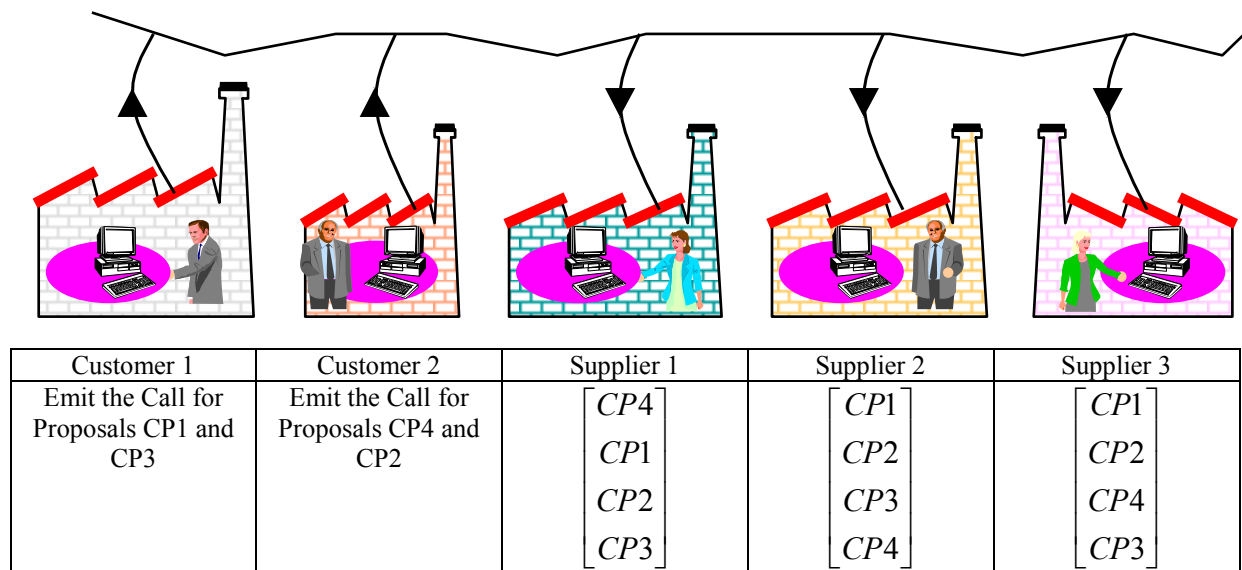 Customer 1
Customer 2
Supplier 1
Supplier 2
Supplier 3
Emit the Call for
Proposals CP1 and
CP3
Emit the Call for
Proposals CP4 and
CP2
CP4
CP1
CP2
CP3
CP1
CP2
CP3
CP4
CP1
CP2
CP4
CP3